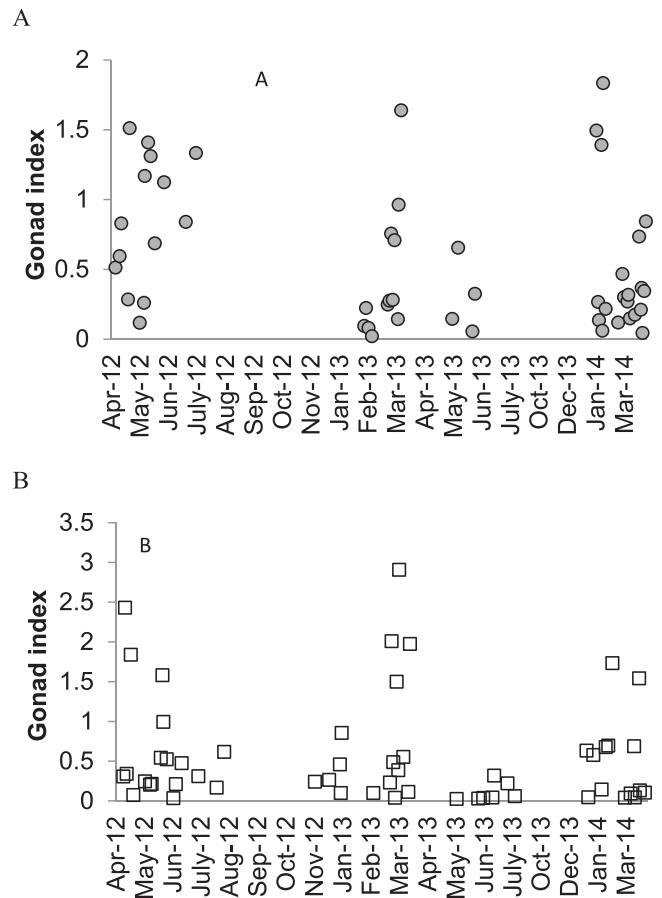 A
A
2
1.5
1
0.5
0
Gonad index
Apr-12
May-12
Jun-12
July-12
Aug-12
Sep-12
Oct-12
Nov-12
Jan-13
Feb-13
Mar-13
Apr-13
May-13
Jun-13
July-13
Oct-13
Dec-13
Jan-14
Mar-14
B
B
3.5
3
2.5
2
1.5
1
0.5
0
Gonad index
Apr-12
May-12
Jun-12
July-12
Aug-12
Sep-12
Oct-12
Nov-12
Jan-13
Feb-13
Mar-13
Apr-13
May-13
Jun-13
July-13
Oct-13
Dec-13
Jan-14
Mar-14